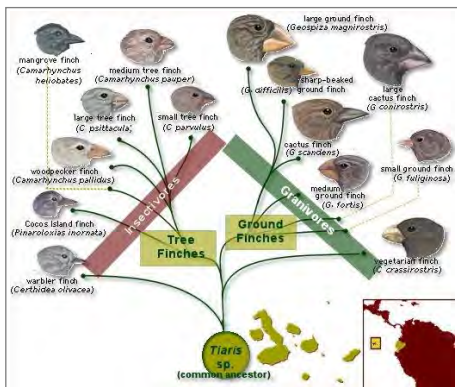 mangrove finch
(Camarhynchus
heliobates)
medium tree finch
(Camarhynchus pauper)
large ground finch
(Geospiza magnirostris)
sharp-beaked
ground finch
(G. difficilis)
large
cactus finch
(G conirostris)
large tree finch
(C. psittacula)
small tree finch
(C parvulus)
cactus finch
(G scandens)
woodpecker finch
(Camarhynchus pallidus)
small ground
finch
(G. fuliginosa)
medium
ground finch
(G. fortis)
Insectivores
Granivores
Cocos Island finch
(Pinaroloxias inornata)
Tree
Finches
Ground
Finches
vegetarian finch
(C crassirostris)
warbler finch
(Certhidea olivacea)
Tiaris
sp.
(common ancestor)